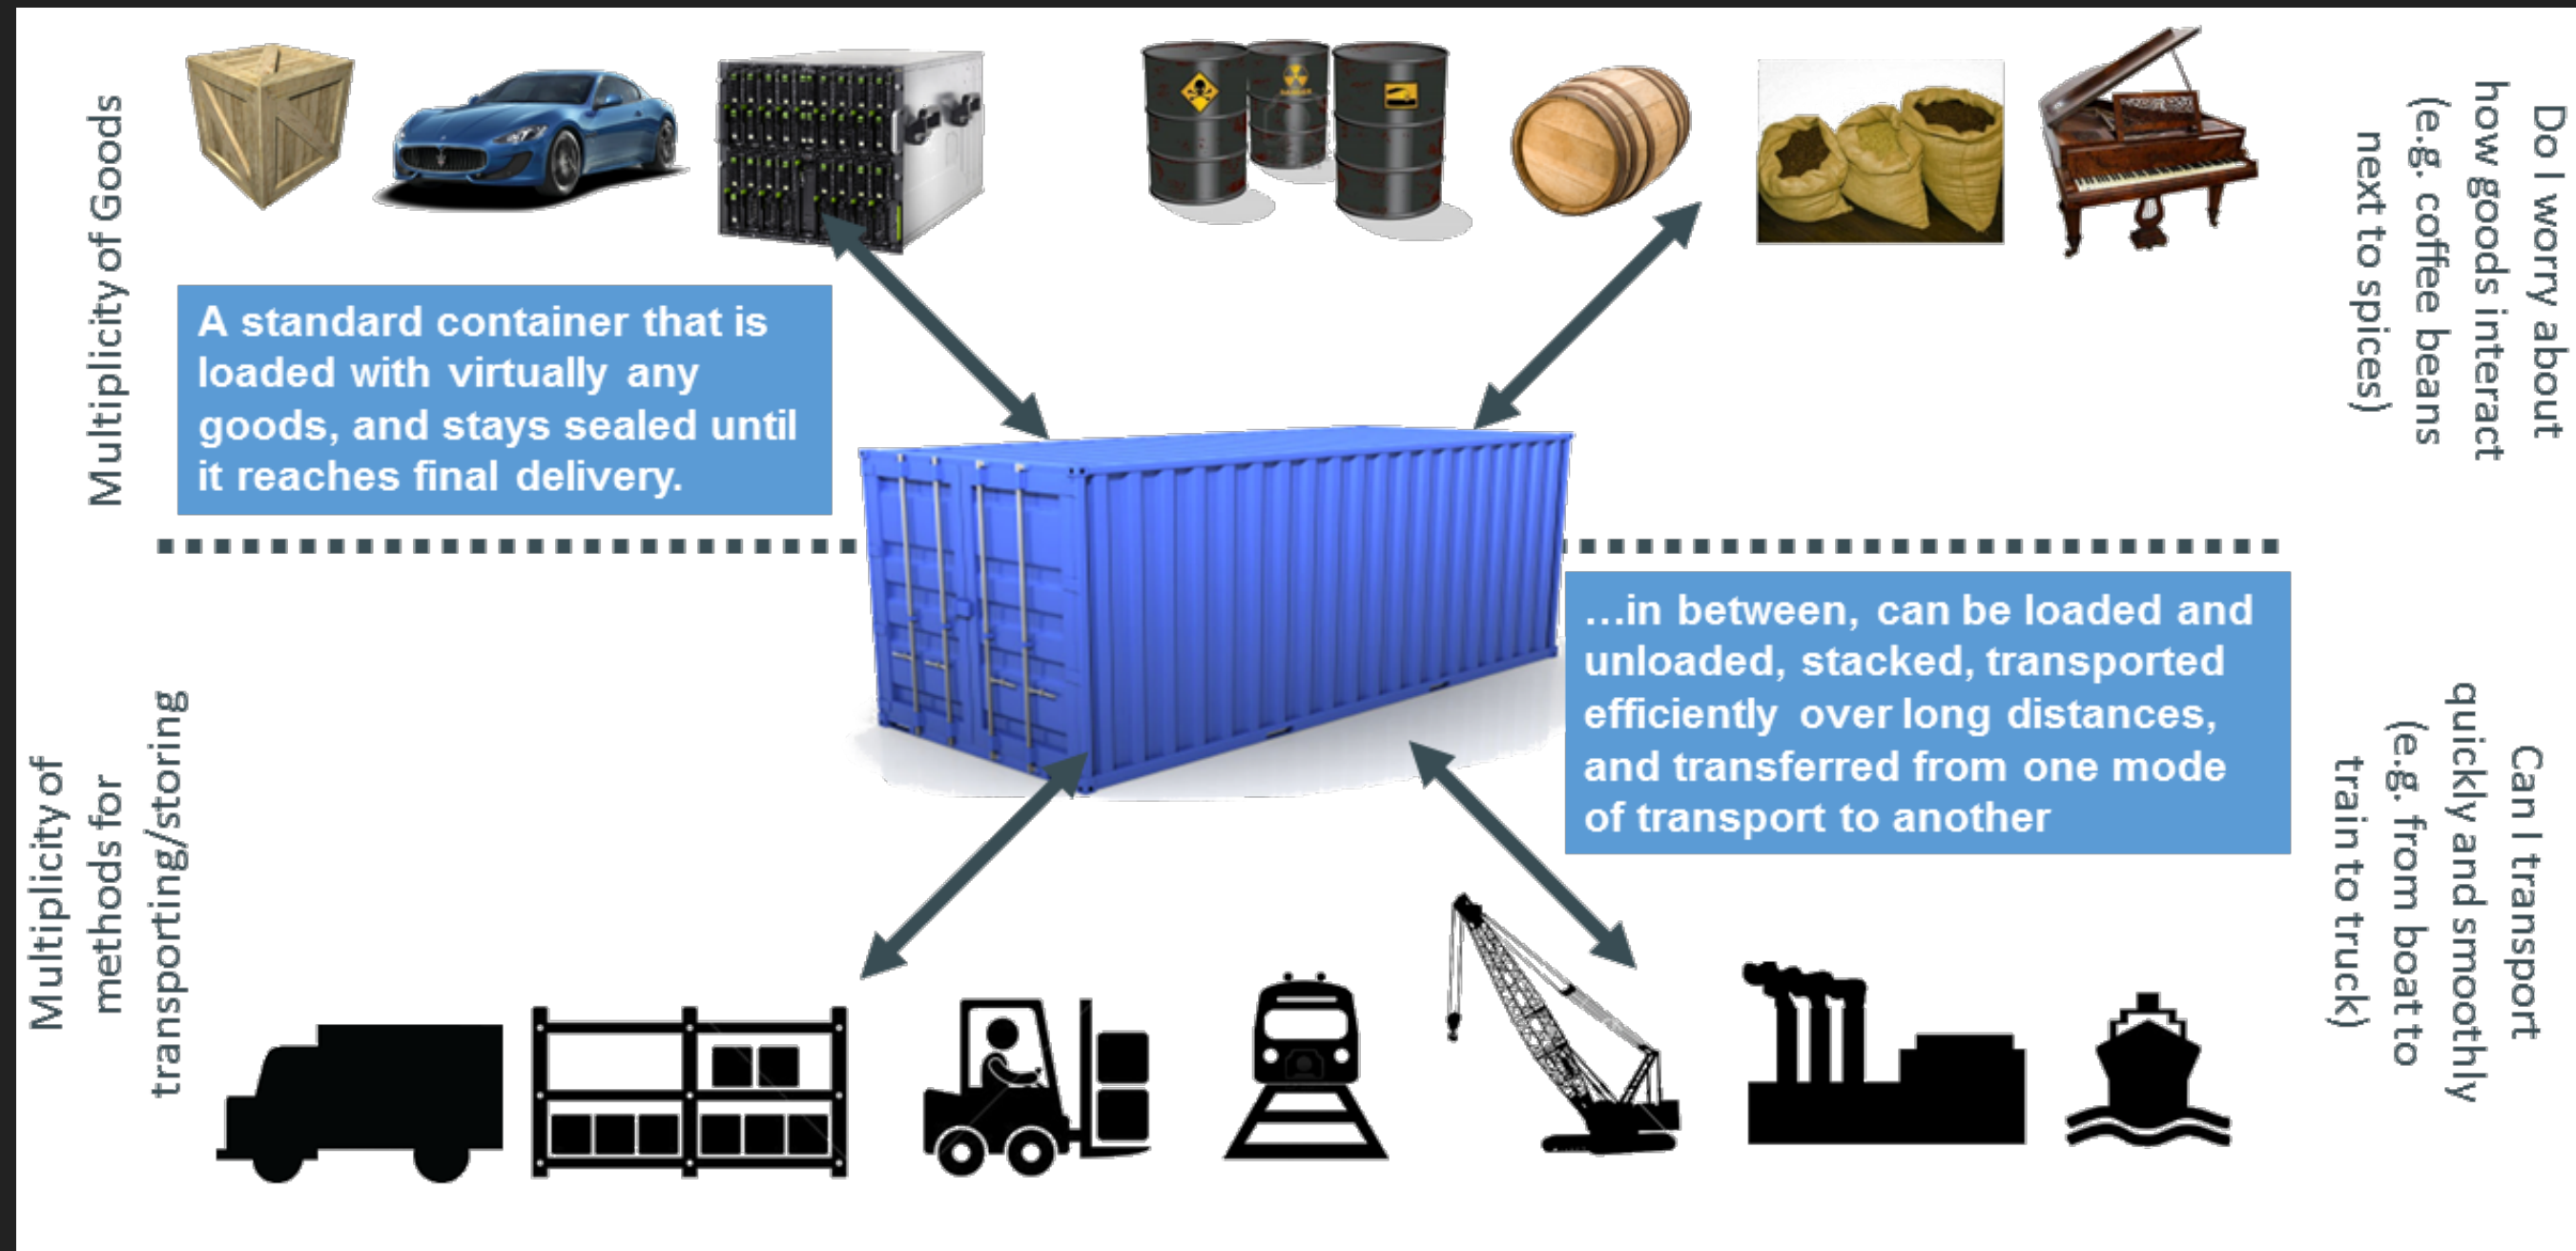 Multiplicity of Goods
A standard container that is
loaded with virtually any
goods, and stays sealed until
it reaches final delivery.
Do I worry about
how goods interact
(e.g. coffee beans
next to spices)
Multiplicity of
methods for
transporting/storing
...in between, can be loaded and
unloaded, stacked, transported
efficiently over long distances,
and transferred from one mode
of transport to another
Can I transport
quickly and smoothly
(e.g. from boat to
train to truck)